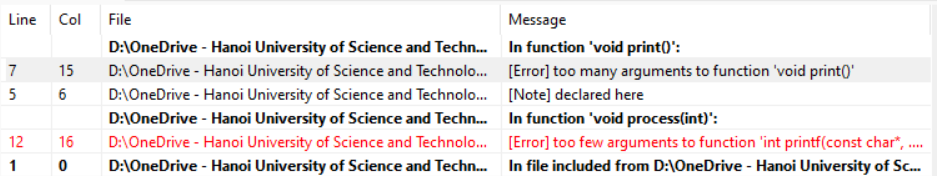 Line Col File Message
D:\OneDrive - Hanoi University of Science and Techn... In function 'void print()':
7 15 D:\OneDrive - Hanoi University of Science and Technolo... [Error] too many arguments to function 'void print()'
5 6 D:\OneDrive - Hanoi University of Science and Technolo... [Note] declared here
D:\OneDrive - Hanoi University of Science and Techn... In function 'void process(int)':
12 16 D:\OneDrive - Hanoi University of Science and Technolo... [Error] too few arguments to function 'int printf(const char*, ....
1 0 D:\OneDrive - Hanoi University of Science and Techn... In file included from D:\OneDrive - Hanoi University of Sc...